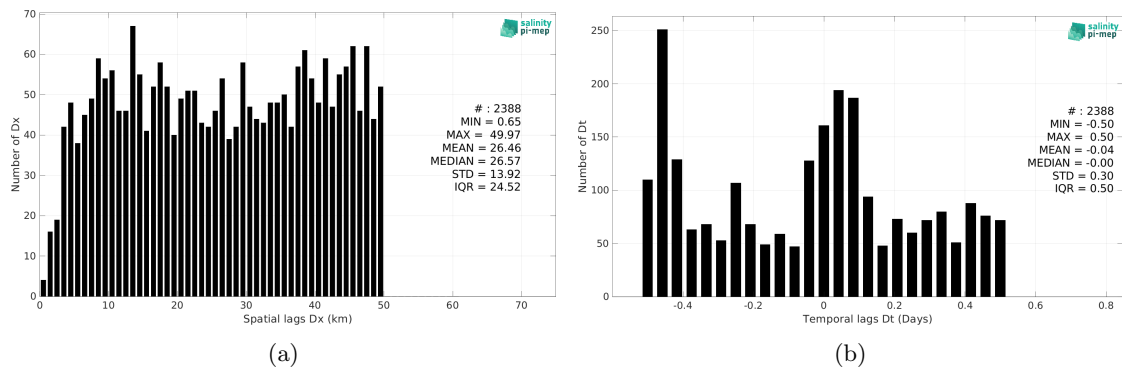 70
60
50
40
30
20
10
0
Number of Dx
salinity
pi-mep
# : 2388
MIN = 0.65
MAX = 49.97
MEAN = 26.46
MEDIAN = 26.57
STD = 13.92
IQR = 24.52
0 10 20 30 40 50 60 70
Spatial lags Dx (km)
(a)
250
200
150
100
50
0
Number of Dt
salinity
pi-mep
# : 2388
MIN = -0.50
MAX = 0.50
MEAN = -0.04
MEDIAN = -0.00
STD = 0.30
IQR = 0.50
-0.4 -0.2 0 0.2 0.4 0.6 0.8
Temporal lags Dt (Days)
(b)